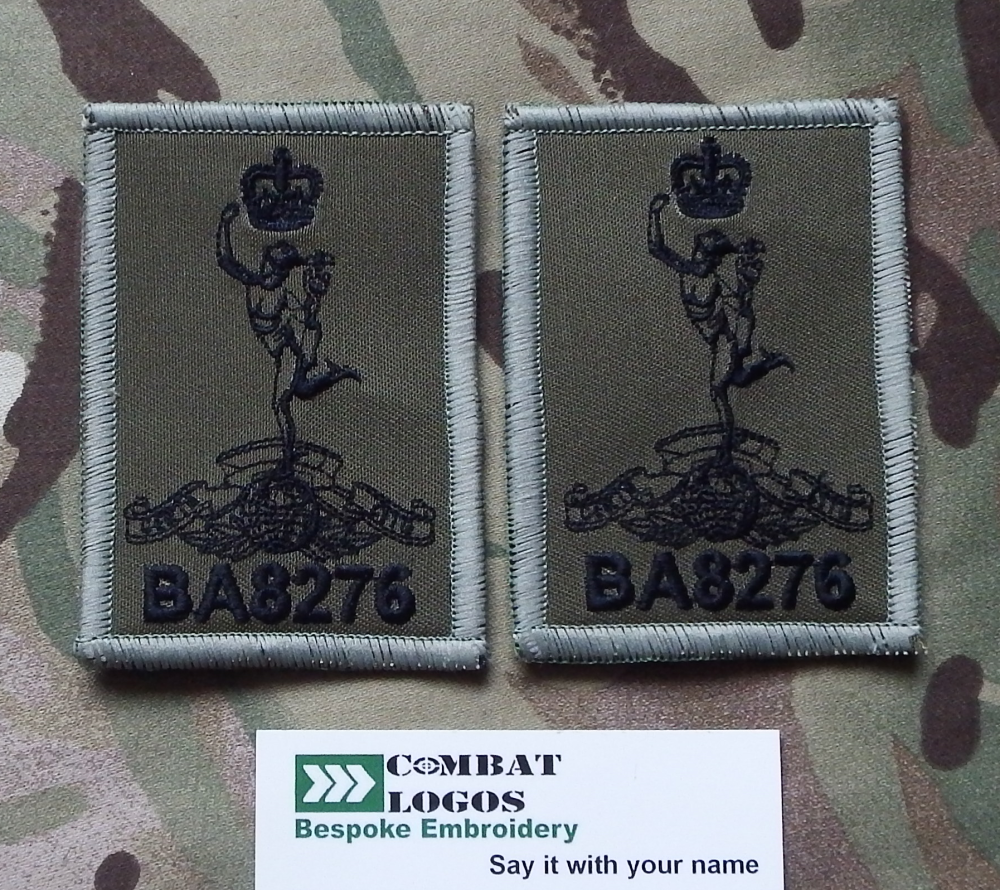 BA8276
BA8276
COMBAT
LOGOS
Bespoke Embroidery
Say it with your name